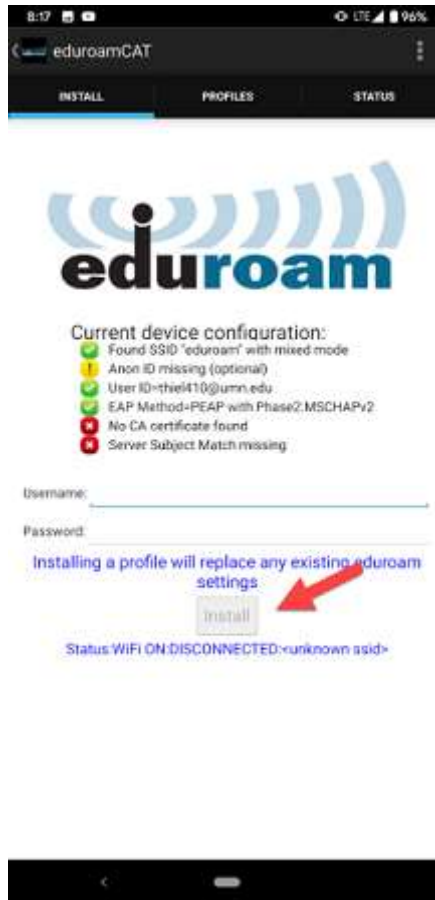 8:17
LTE 96%
eduroamCAT
INSTALL PROFILES STATUS
eduroam
Current device configuration:
Found SSID "eduroam" with mixed mode
Anon ID missing (optional)
User ID=thiel410@umn.edu
EAP Method=PEAP with Phase2:MSCHAPv2
No CA certificate found
Server Subject Match missing
Username:
Password:
Installing a profile will replace any existing eduroam
settings
Install
Status:WiFi ON:DISCONNECTED:<unknown ssid>